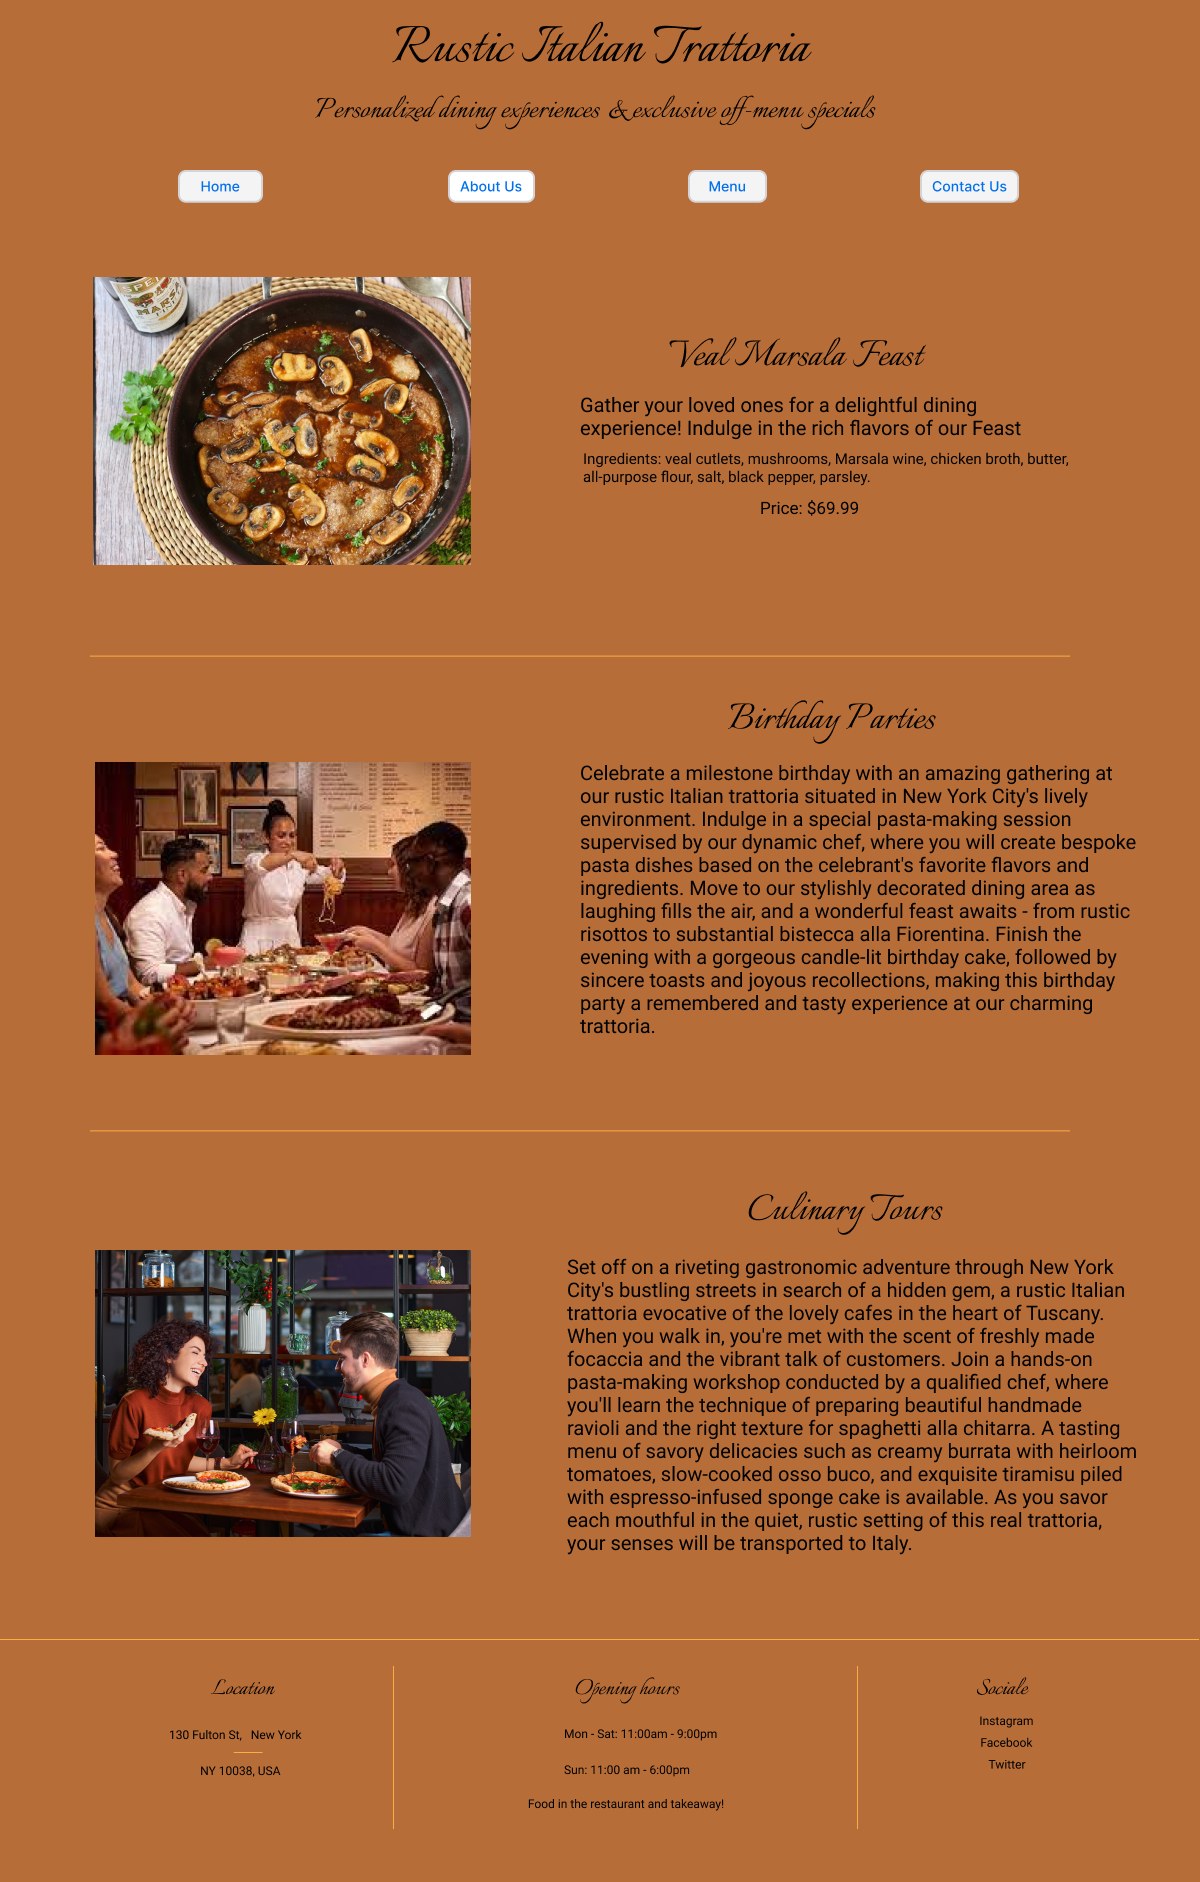 Rustic Italian Trattoria
Personalized dining experiences & exclusive off-menu specials
Home
About Us
Menu
Contact Us
Veal Marsala Feast
Gather your loved ones for a delightful dining
experience! Indulge in the rich flavors of our Feast
Ingredients: veal cutlets, mushrooms, Marsala wine, chicken broth, butter,
all-purpose flour, salt, black pepper, parsley.
Price: $69.99
Birthday Parties
Celebrate a milestone birthday with an amazing gathering at
our rustic Italian trattoria situated in New York City's lively
environment. Indulge in a special pasta-making session
supervised by our dynamic chef, where you will create bespoke
pasta dishes based on the celebrant's favorite flavors and
ingredients. Move to our stylishly decorated dining area as
laughing fills the air, and a wonderful feast awaits - from rustic
risottos to substantial bistecca alla Fiorentina. Finish the
evening with a gorgeous candle-lit birthday cake, followed by
sincere toasts and joyous recollections, making this birthday
party a remembered and tasty experience at our charming
trattoria.
Culinary Tours
Set off on a riveting gastronomic adventure through New York
City's bustling streets in search of a hidden gem, a rustic Italian
trattoria evocative of the lovely cafes in the heart of Tuscany.
When you walk in, you're met with the scent of freshly made
focaccia and the vibrant talk of customers. Join a hands-on
pasta-making workshop conducted by a qualified chef, where
you'll learn the technique of preparing beautiful handmade
ravioli and the right texture for spaghetti alla chitarra. A tasting
menu of savory delicacies such as creamy burrata with heirloom
tomatoes, slow-cooked osso buco, and exquisite tiramisu piled
with espresso-infused sponge cake is available. As you savor
each mouthful in the quiet, rustic setting of this real trattoria,
your senses will be transported to Italy.
Location
130 Fulton St, New York
NY 10038, USA
Opening hours
Mon - Sat: 11:00am - 9:00pm
Sun: 11:00 am - 6:00pm
Food in the restaurant and takeaway!
Sociale
Instagram
Facebook
Twitter